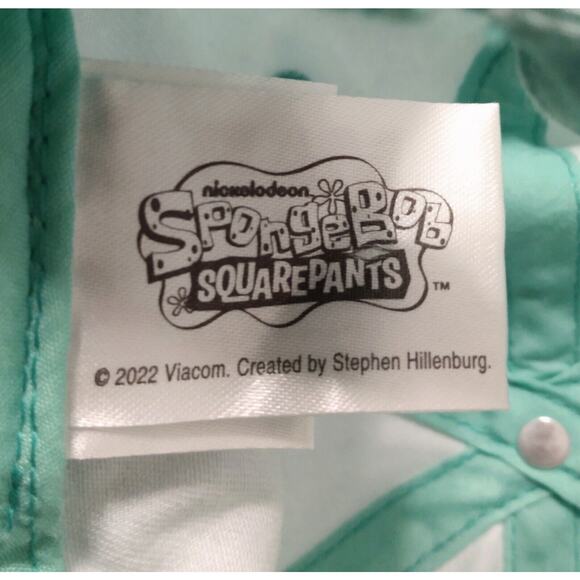 nickelodeon
SPONGEBOB
SQUAREPANTS ™
© 2022 Viacom. Created by Stephen Hillenburg.